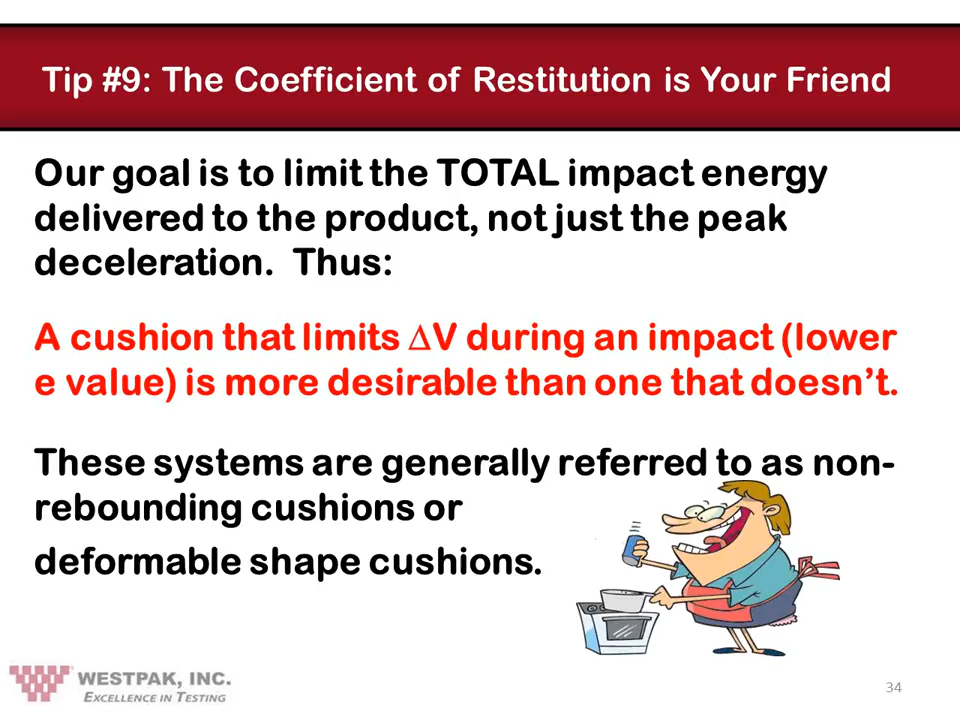 Tip #9: The Coefficient of Restitution is Your Friend
Our goal is to limit the TOTAL impact energy
delivered to the product, not just the peak
deceleration.  Thus:
A cushion that limits ΔV during an impact (lower
e value) is more desirable than one that doesn’t.
These systems are generally referred to as non-
rebounding cushions or
deformable shape cushions.
WESTPAK, INC.
EXCELLENCE IN TESTING
34